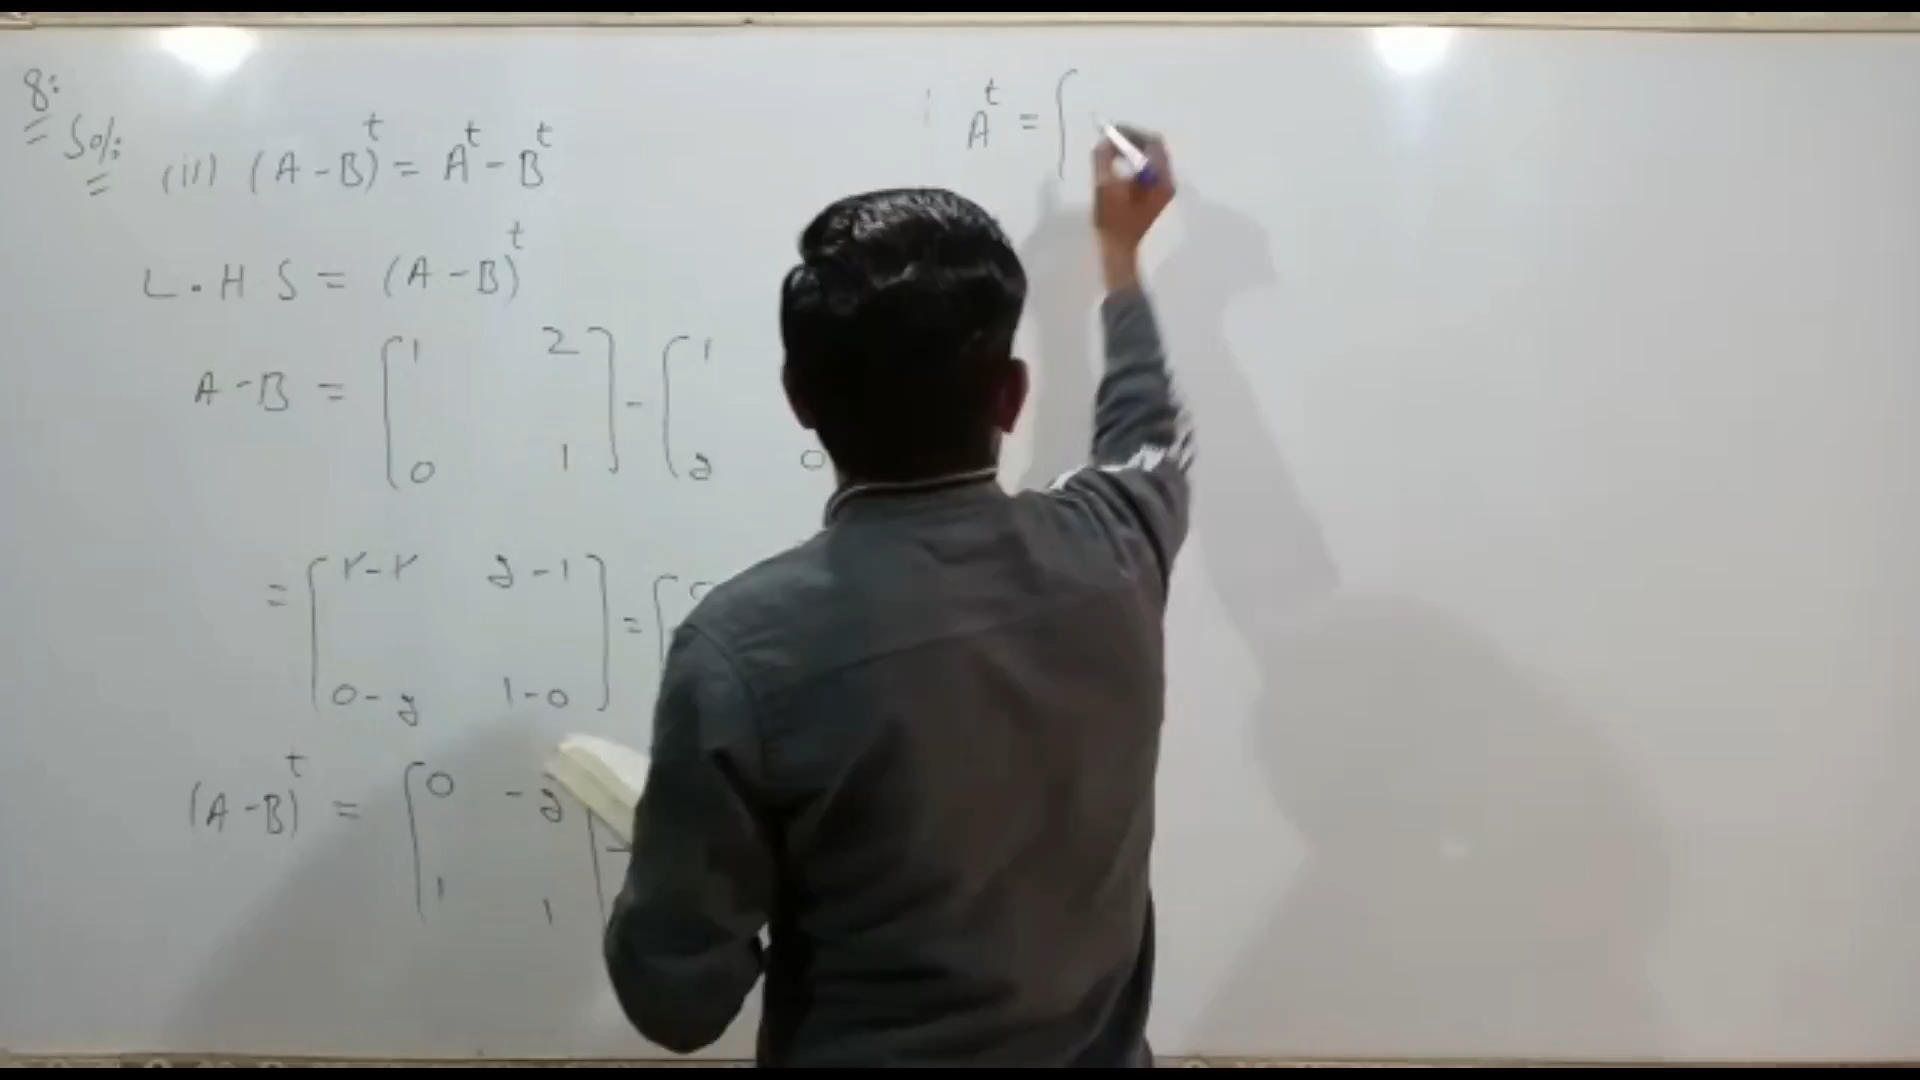 8:
Sol:
(ii) (A - B)^t = A^t - B^t
L.H S = (A - B)^t
A - B = [1 2
0 1] - [1
2 0
= [1-1 2-1
0-2 1-0] = [0
(A - B)^t = [0 -2
1 1]
A^t = [